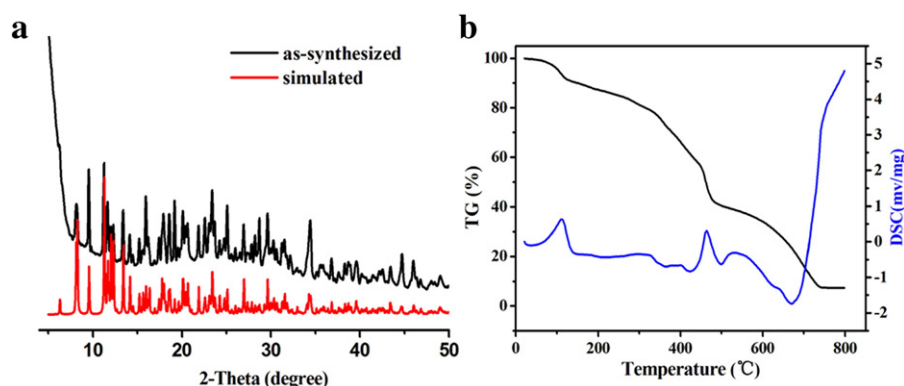 a
as-synthesized
simulated
10 20 30 40 50
2-Theta (degree)
b
100
80
60
40
20
0
TG (%)
0 200 400 600 800
Temperature (℃)
5
4
3
2
1
0
-1
-2
DSC(mv/mg)